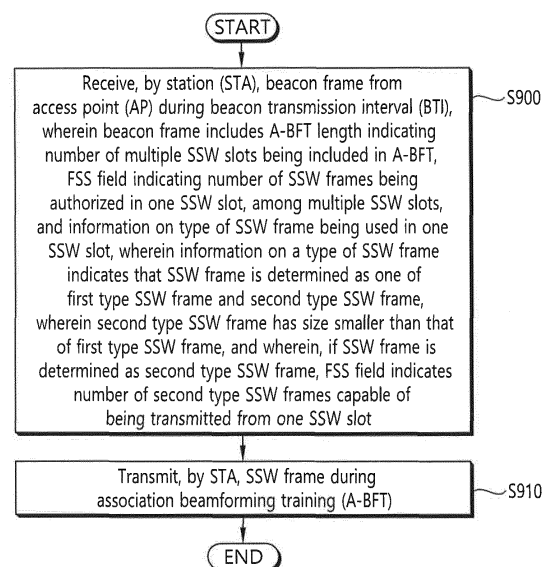 START
Receive, by station (STA), beacon frame from
access point (AP) during beacon transmission interval (BTI),
wherein beacon frame includes A-BFT length indicating
number of multiple SSW slots being included in A-BFT,
FSS field indicating number of SSW frames being
authorized in one SSW slot, among multiple SSW slots,
and information on type of SSW frame being used in one
SSW slot, wherein information on a type of SSW frame
indicates that SSW frame is determined as one of
first type SSW frame and second type SSW frame,
wherein second type SSW frame has size smaller than that
of first type SSW frame, and wherein, if SSW frame is
determined as second type SSW frame, FSS field indicates
number of second type SSW frames capable of
being transmitted from one SSW slot
S900
Transmit, by STA, SSW frame during
association beamforming training (A-BFT)
S910
END